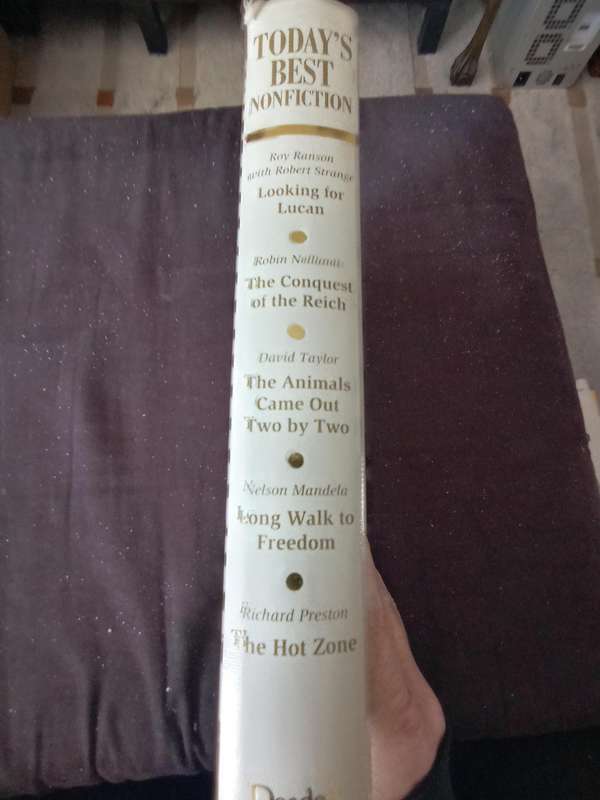 TODAY'S
BEST
NONFICTION
Roy Ranson
with Robert Strange
Looking for
Lucan
Robin
The Conquest
of the Reich
David Taylor
The Animals
Came Out
Two by Two
Nelson Mandela
Long Walk to
Freedom
Richard Preston
The Hot Zone